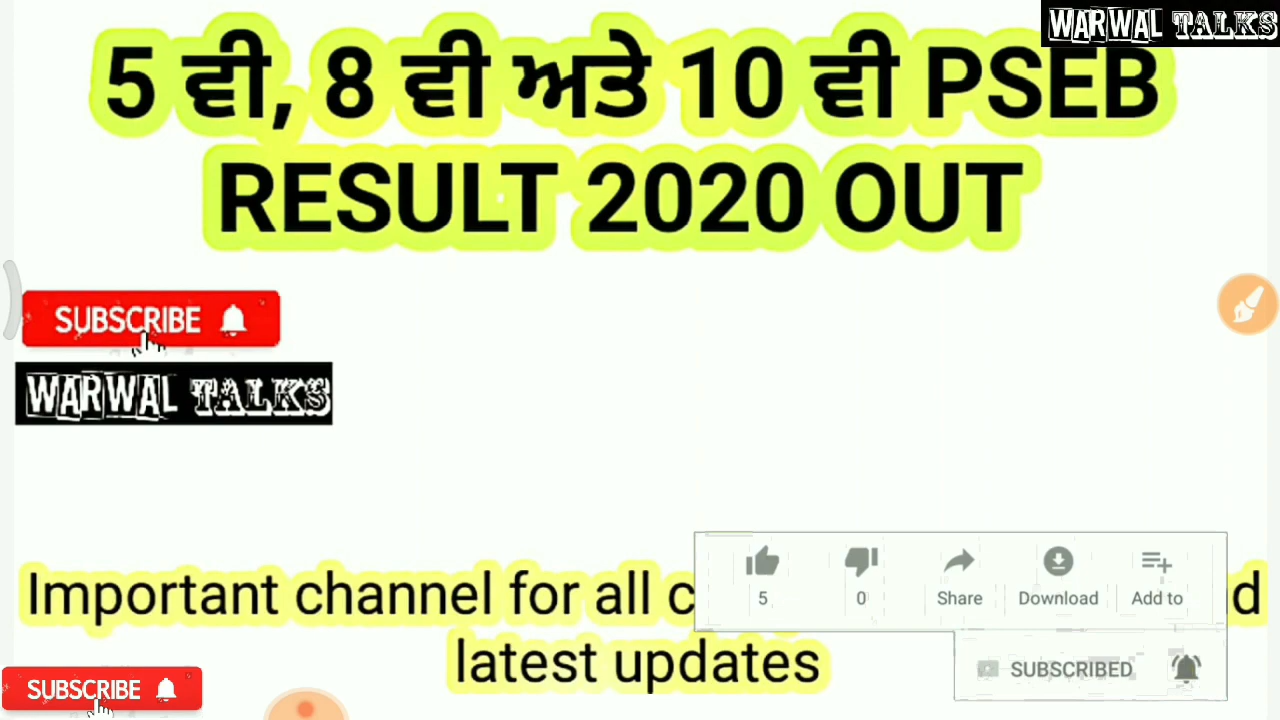 WARWAL TALKS
5 ਵੀ, 8 ਵੀ ਅਤੇ 10 ਵੀ PSEB
RESULT 2020 OUT
SUBSCRIBE
WARWAL TALKS
Important channel for all
latest updates
5 0 Share Download Add to
SUBSCRIBED
SUBSCRIBE